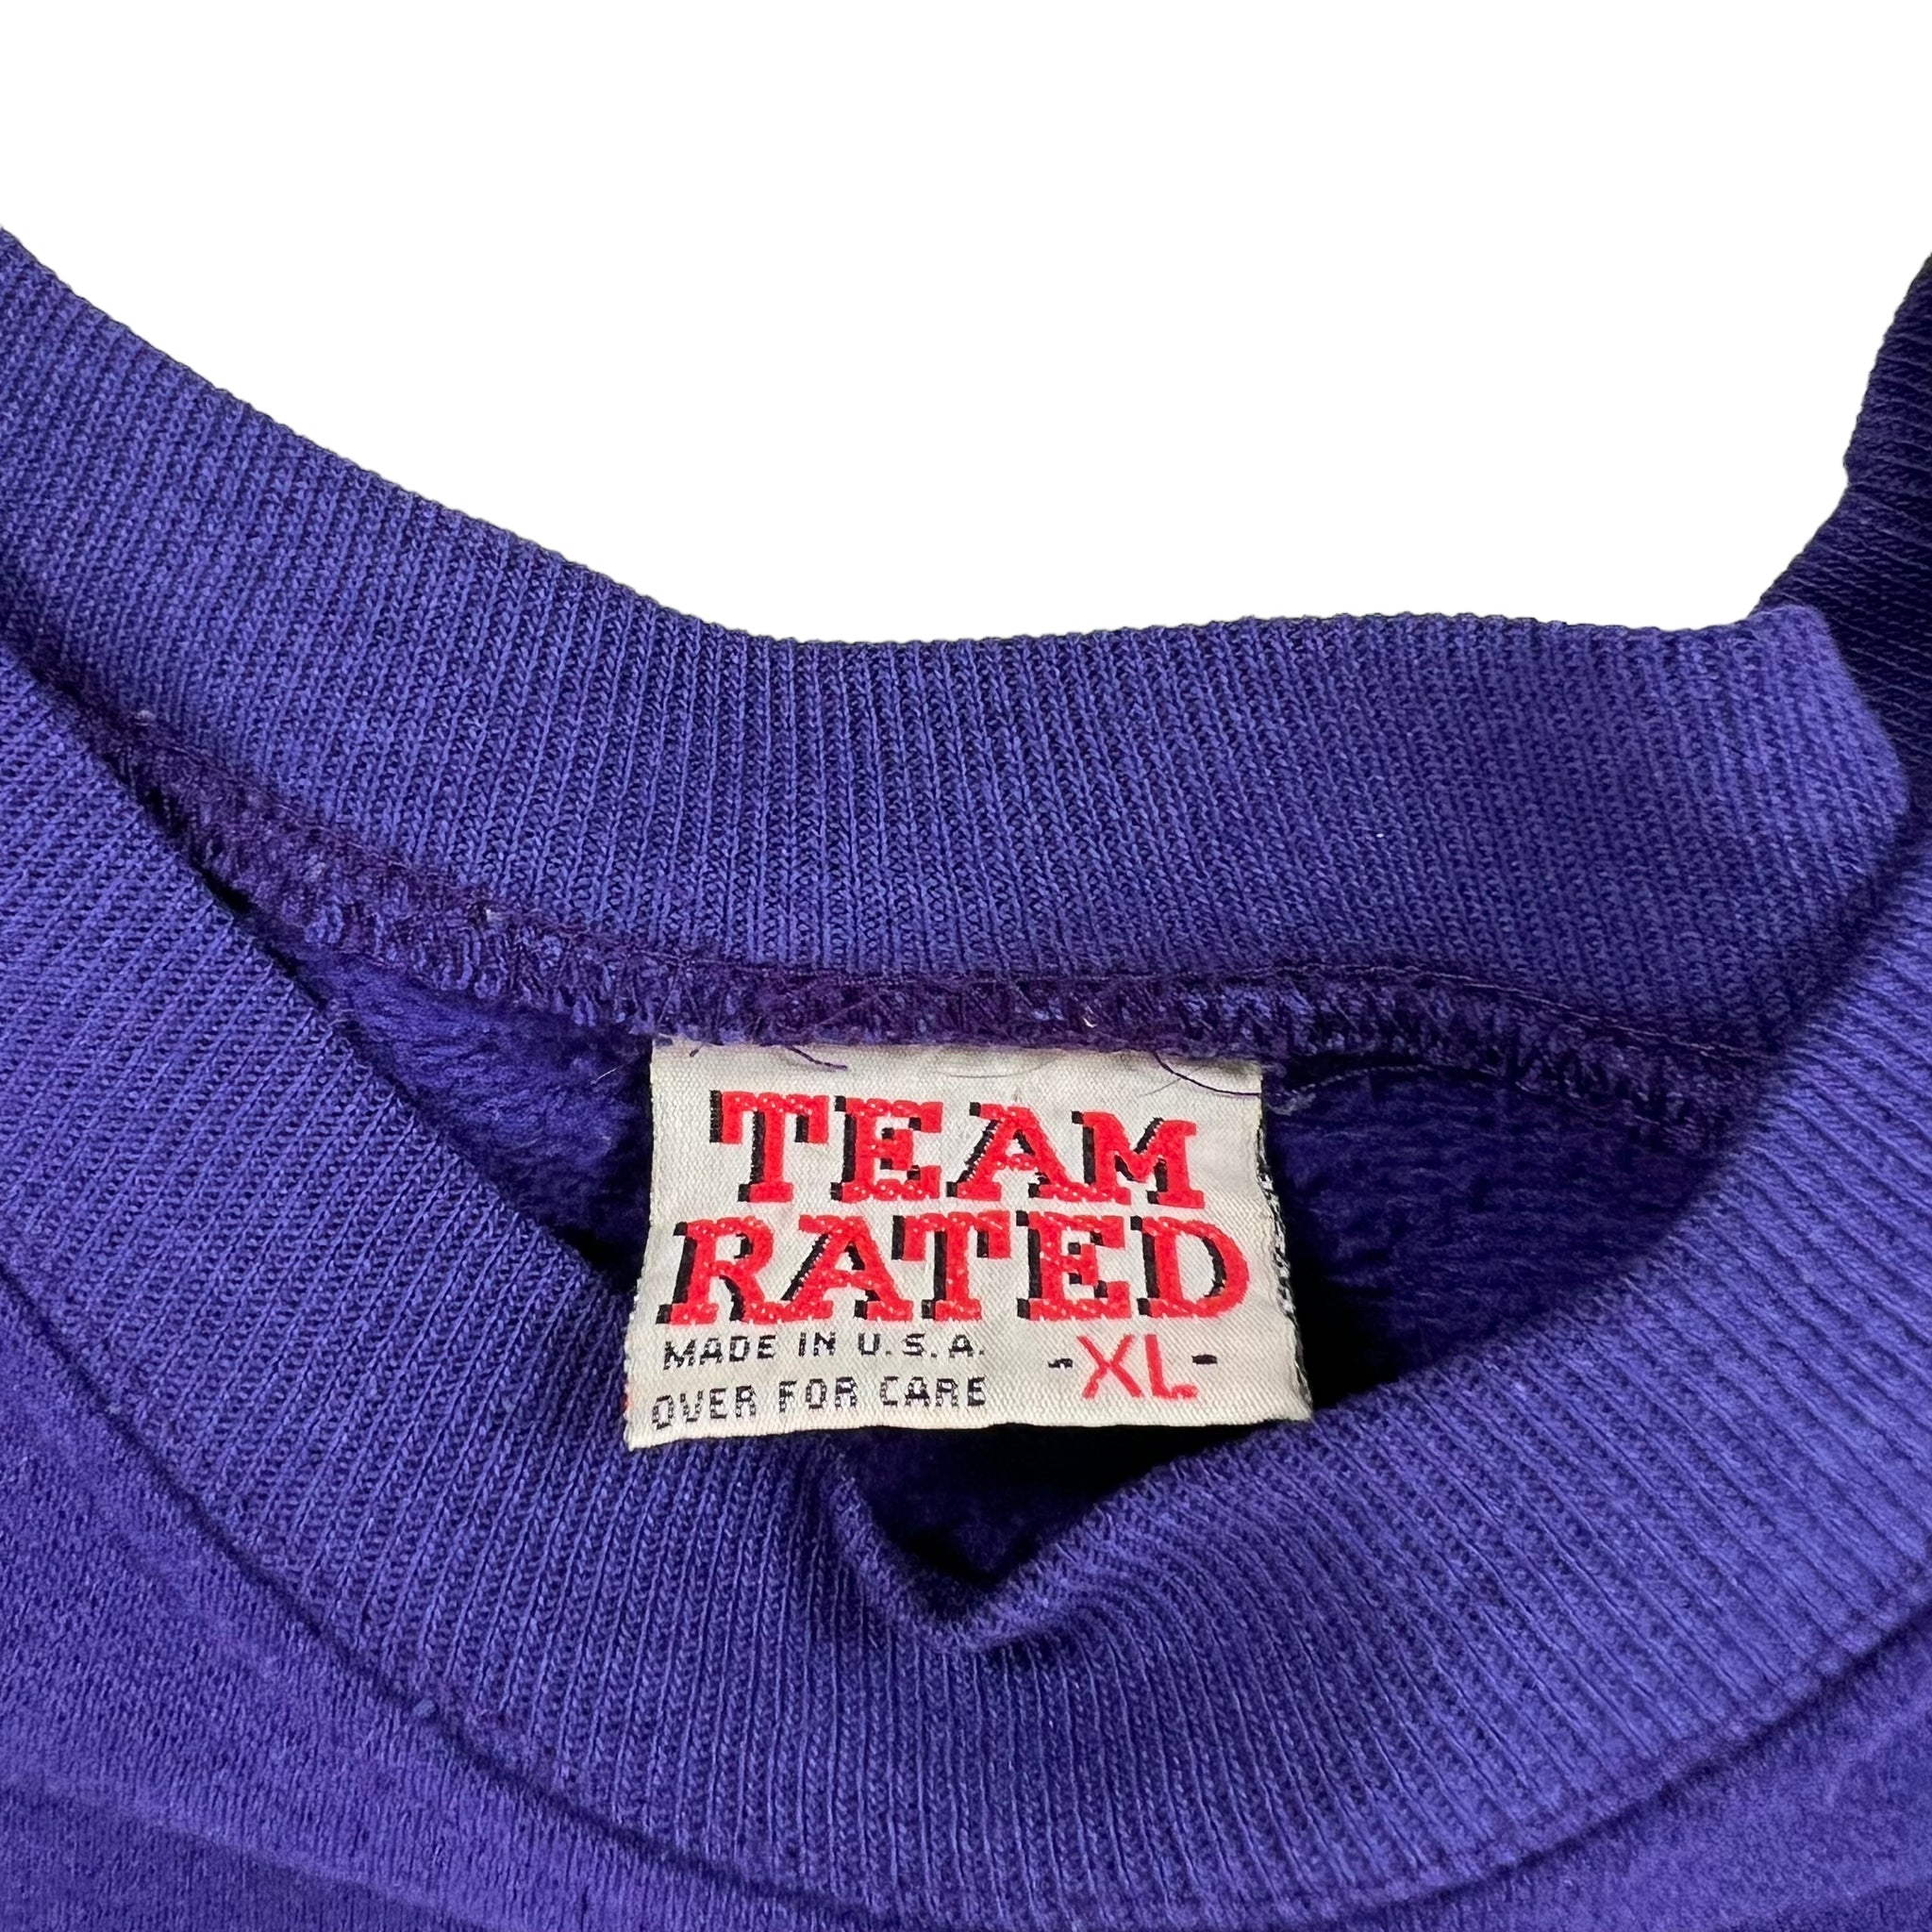 TEAM
RATED
MADE IN U.S.A.
-XL-
OVER FOR CARE